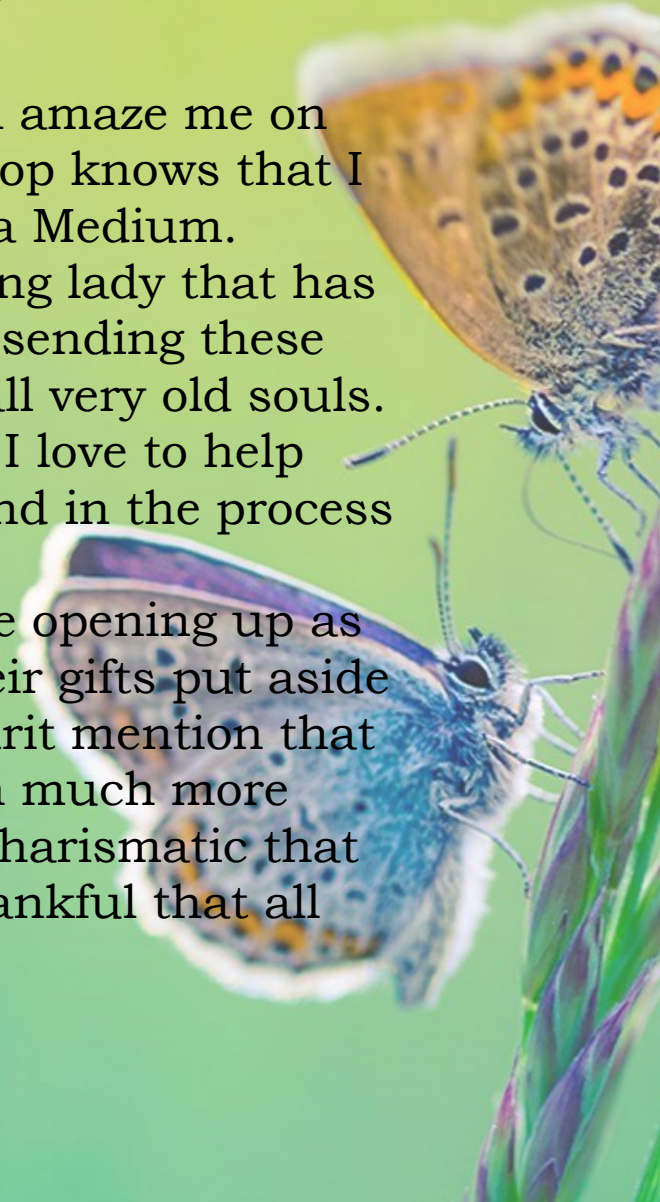 amaze me on
op knows that I
a Medium.
ng lady that has
sending these
ll very old souls.
I love to help
nd in the process
e opening up as
eir gifts put aside
rit mention that
much more
harismatic that
ankful that all